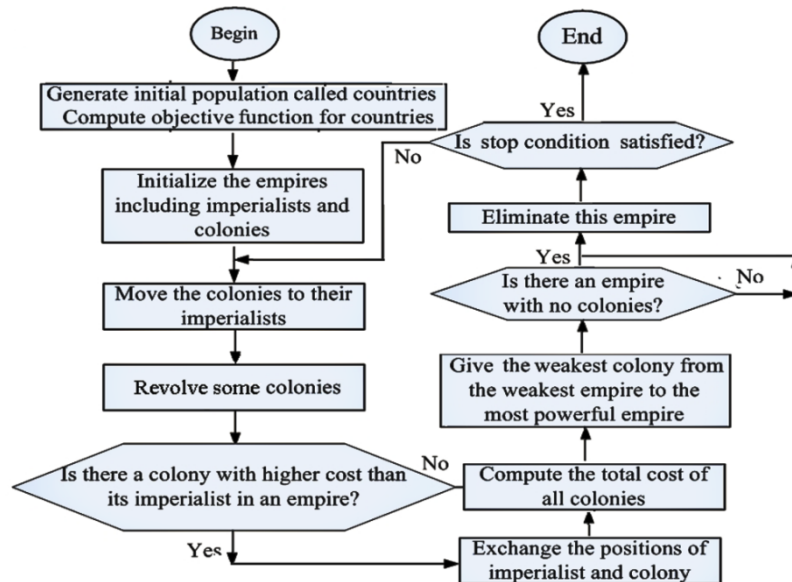 Begin
Generate initial population called countries
Compute objective function for countries
Initialize the empires
including imperialists and
colonies
Move the colonies to their
imperialists
Revolve some colonies
Is there a colony with higher cost than
its imperialist in an empire?
No
Yes
Exchange the positions of
imperialist and colony
Compute the total cost of
all colonies
Give the weakest colony from
the weakest empire to the
most powerful empire
Is there an empire
with no colonies?
No
Yes
Eliminate this empire
Is stop condition satisfied?
No
Yes
End